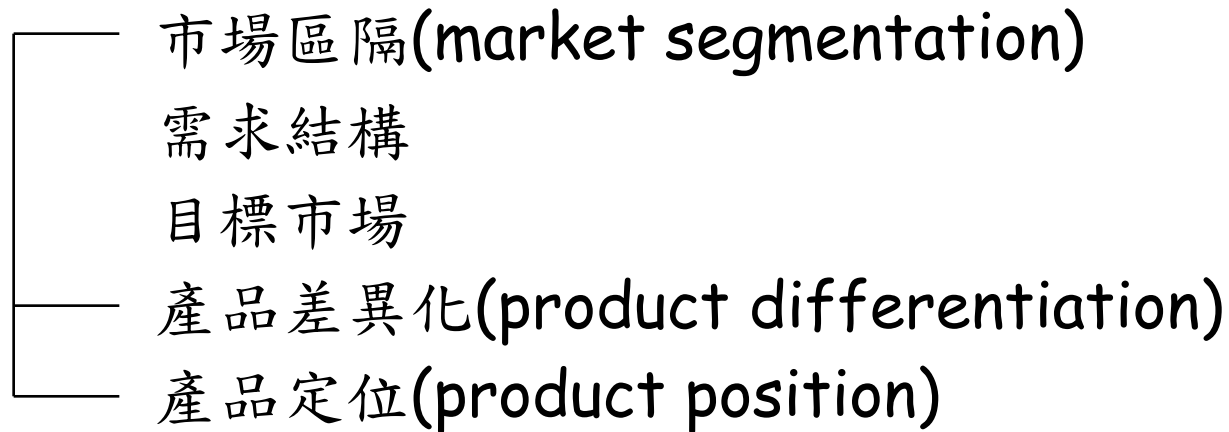 市場區隔(market segmentation)
需求結構
目標市場
產品差異化(product differentiation)
產品定位(product position)